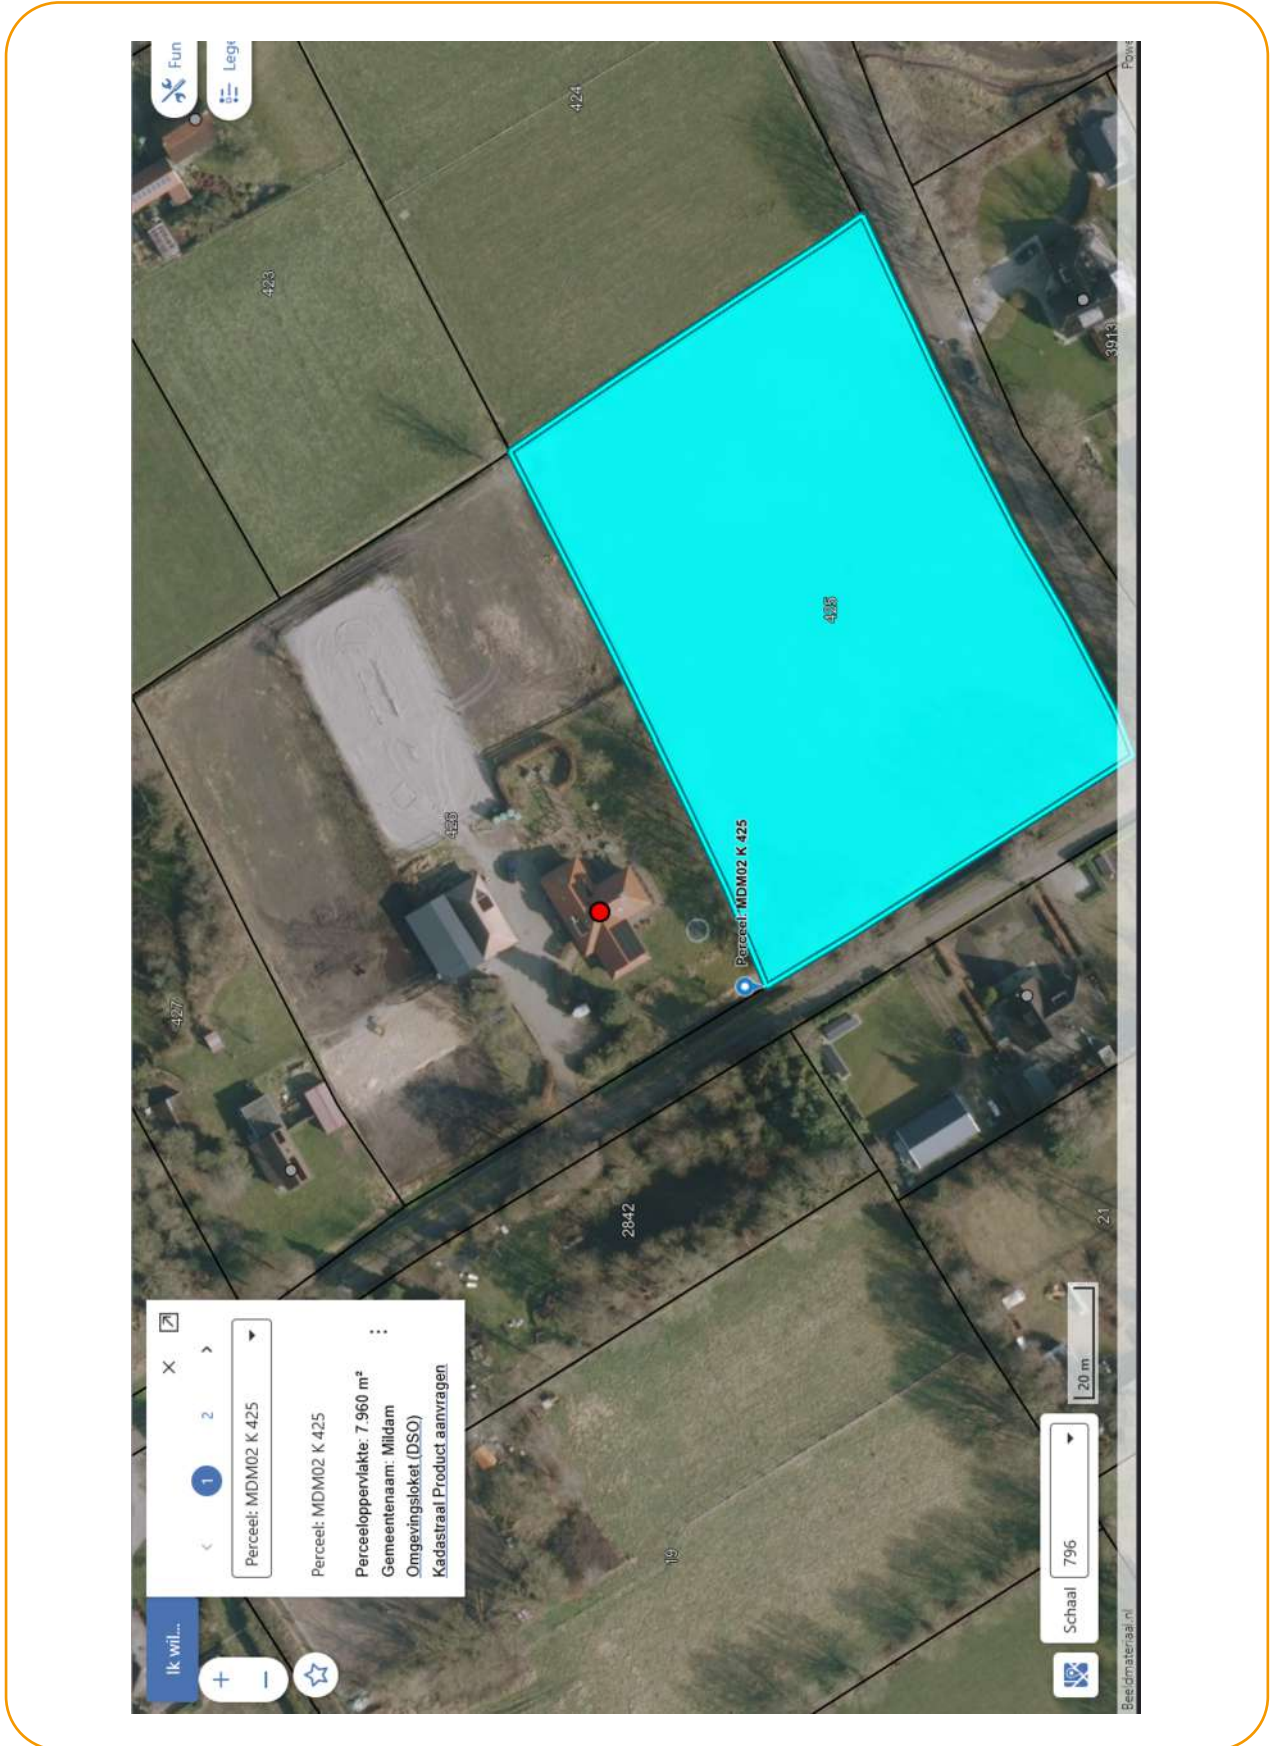 Ik wil...
1
2
Perceel: MDM02 K 425
Perceel: MDM02 K 425
Perceeloppervlakte: 7.960 m²
Gemeentenaam: Mildam
Omgevingsloket (DSO)
Kadastraal Product aanvragen
Fun
Lege
427
423
426
424
2842
19
Perceel: MDM02 K 425
425
21
3913
Schaal
796
20 m
Beeldmateriaal.nl
Powe